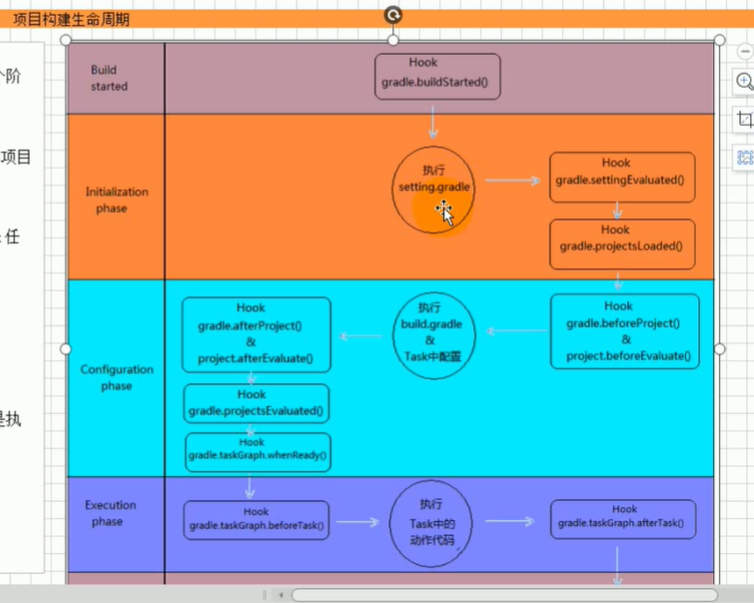 项目构建生命周期
个阶
项目
任
是执
Build
started
Hook
gradle.buildStarted()
Initialization
phase
执行
setting.gradle
Hook
gradle.settingEvaluated()
Hook
gradle.projectsLoaded()
Configuration
phase
Hook
gradle.beforeProject()
&
project.beforeEvaluate()
执行
build.gradle
&
Task中配置
Hook
gradle.afterProject()
&
project.afterEvaluate()
Hook
gradle.projectsEvaluated()
Hook
gradle.taskGraph.whenReady()
Execution
phase
Hook
gradle.taskGraph.beforeTask()
执行
Task中的
动作代码
Hook
gradle.taskGraph.afterTask()